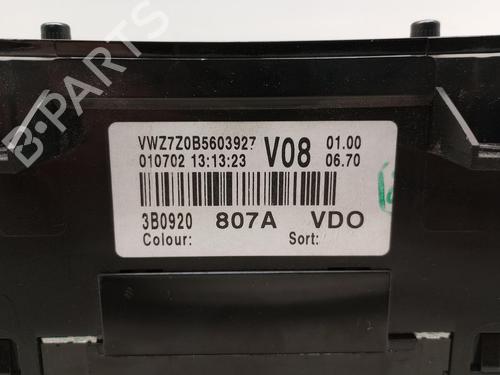 VWZ7Z0B5603927 V08 01.00
010702 13:13:23 06.70
3B0920 807A VDO
Colour: Sort:
B-PARTS